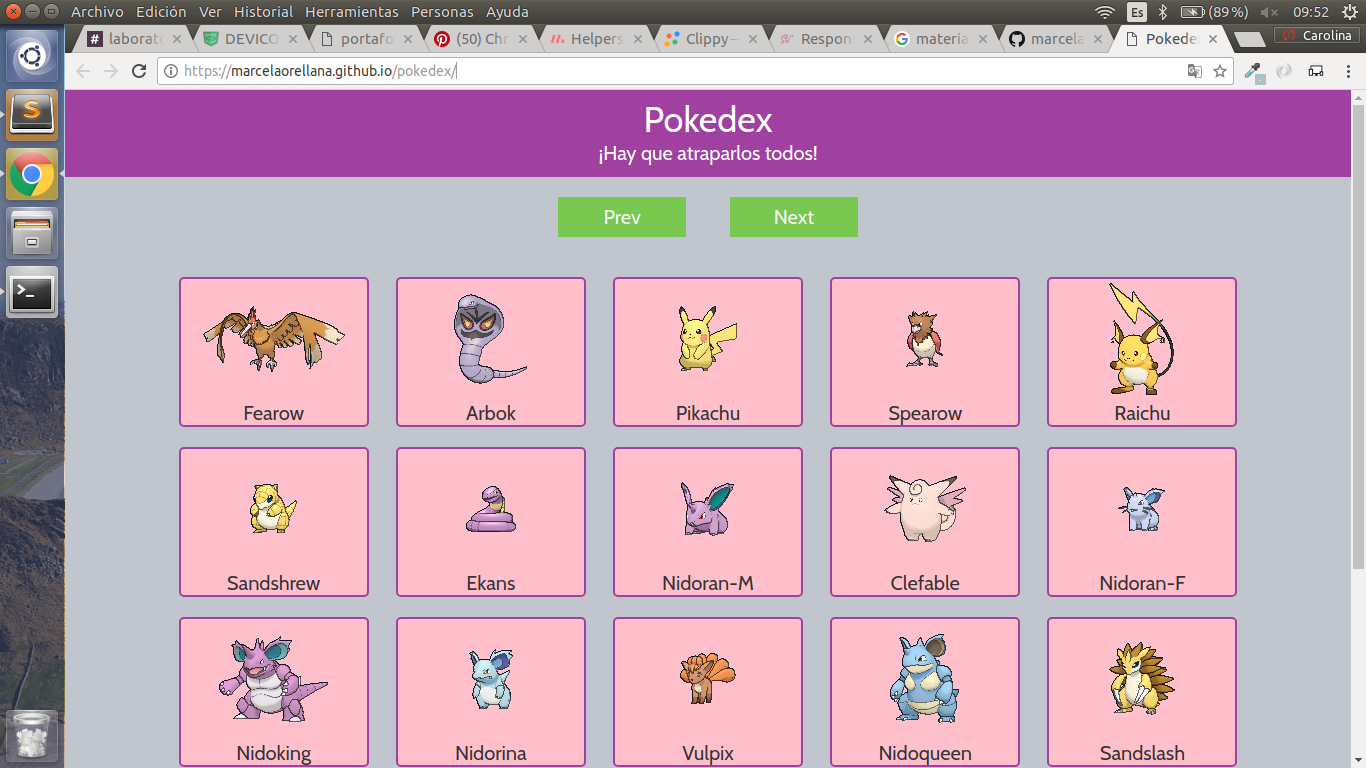 Archivo Edición Ver Historial Herramientas Personas Ayuda
Es (89 %) 09:52
# laborato
DEVICO
portafo
(50) Chr
Helpers
Clippy —
Respon
materia
marcela
Pokede
Carolina
https://marcelaorellana.github.io/pokedex/
Pokedex
¡Hay que atraparlos todos!
Prev Next
Fearow Arbok Pikachu Spearow Raichu
Sandshrew Ekans Nidoran-M Clefable Nidoran-F
Nidoking Nidorina Vulpix Nidoqueen Sandslash